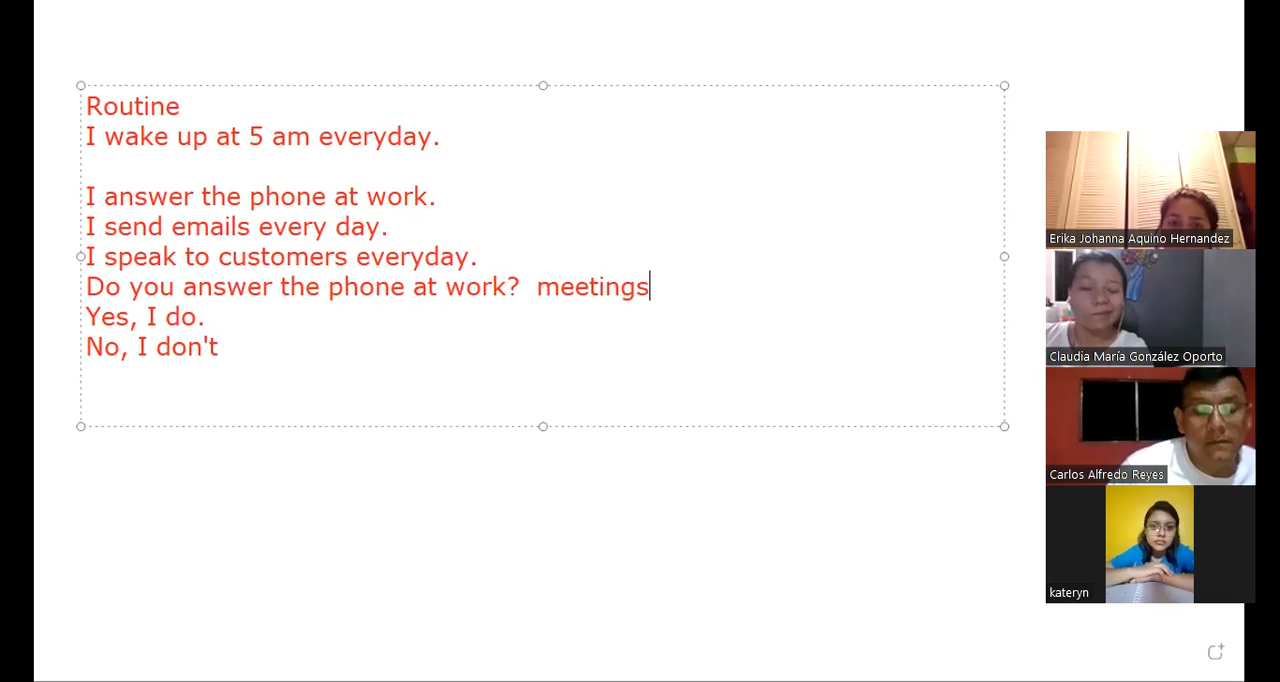 Routine
I wake up at 5 am everyday.
I answer the phone at work.
I send emails every day.
I speak to customers everyday.
Do you answer the phone at work?  meetings
Yes, I do.
No, I don't
Erika Johanna Aquino Hernandez
Claudia María González Oporto
Carlos Alfredo Reyes
kateryn